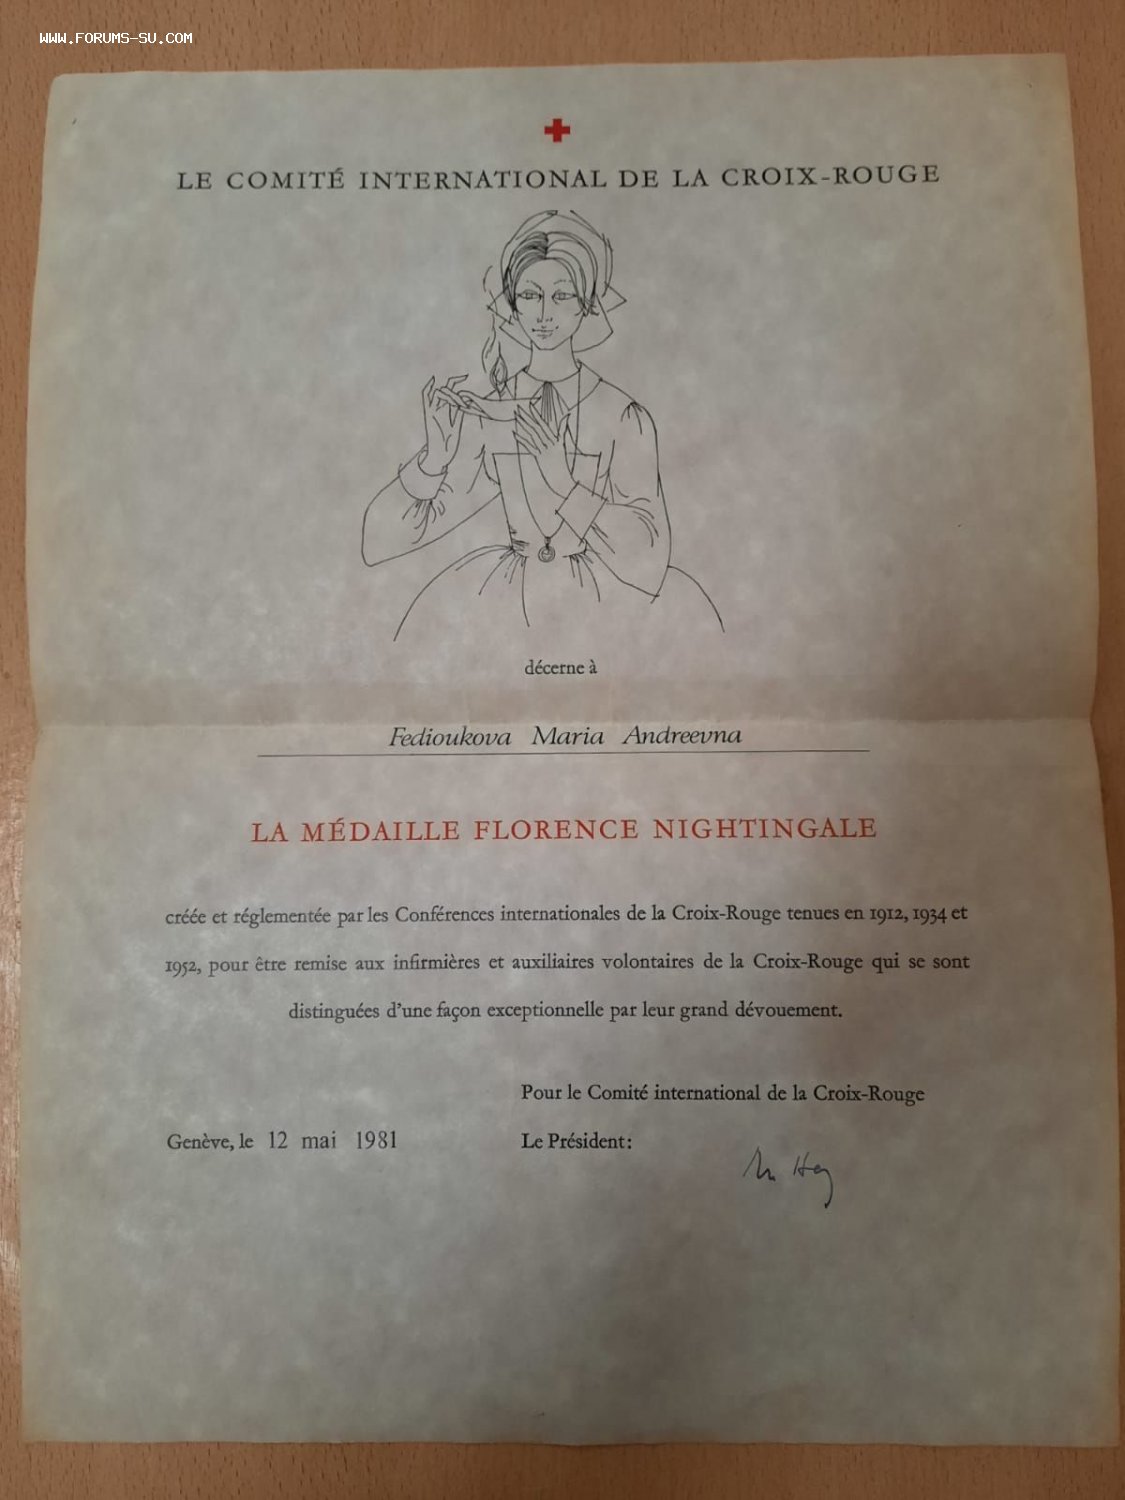 WWW.FORUMS-SU.COM
LE COMITÉ INTERNATIONAL DE LA CROIX-ROUGE
décerne à
Fedioukova Maria Andreevna
LA MÉDAILLE FLORENCE NIGHTINGALE
créée et réglementée par les Conférences internationales de la Croix-Rouge tenues en 1912, 1934 et
1952, pour être remise aux infirmières et auxiliaires volontaires de la Croix-Rouge qui se sont
distinguées d'une façon exceptionnelle par leur grand dévouement.
Pour le Comité international de la Croix-Rouge
Genève, le 12 mai 1981
Le Président: